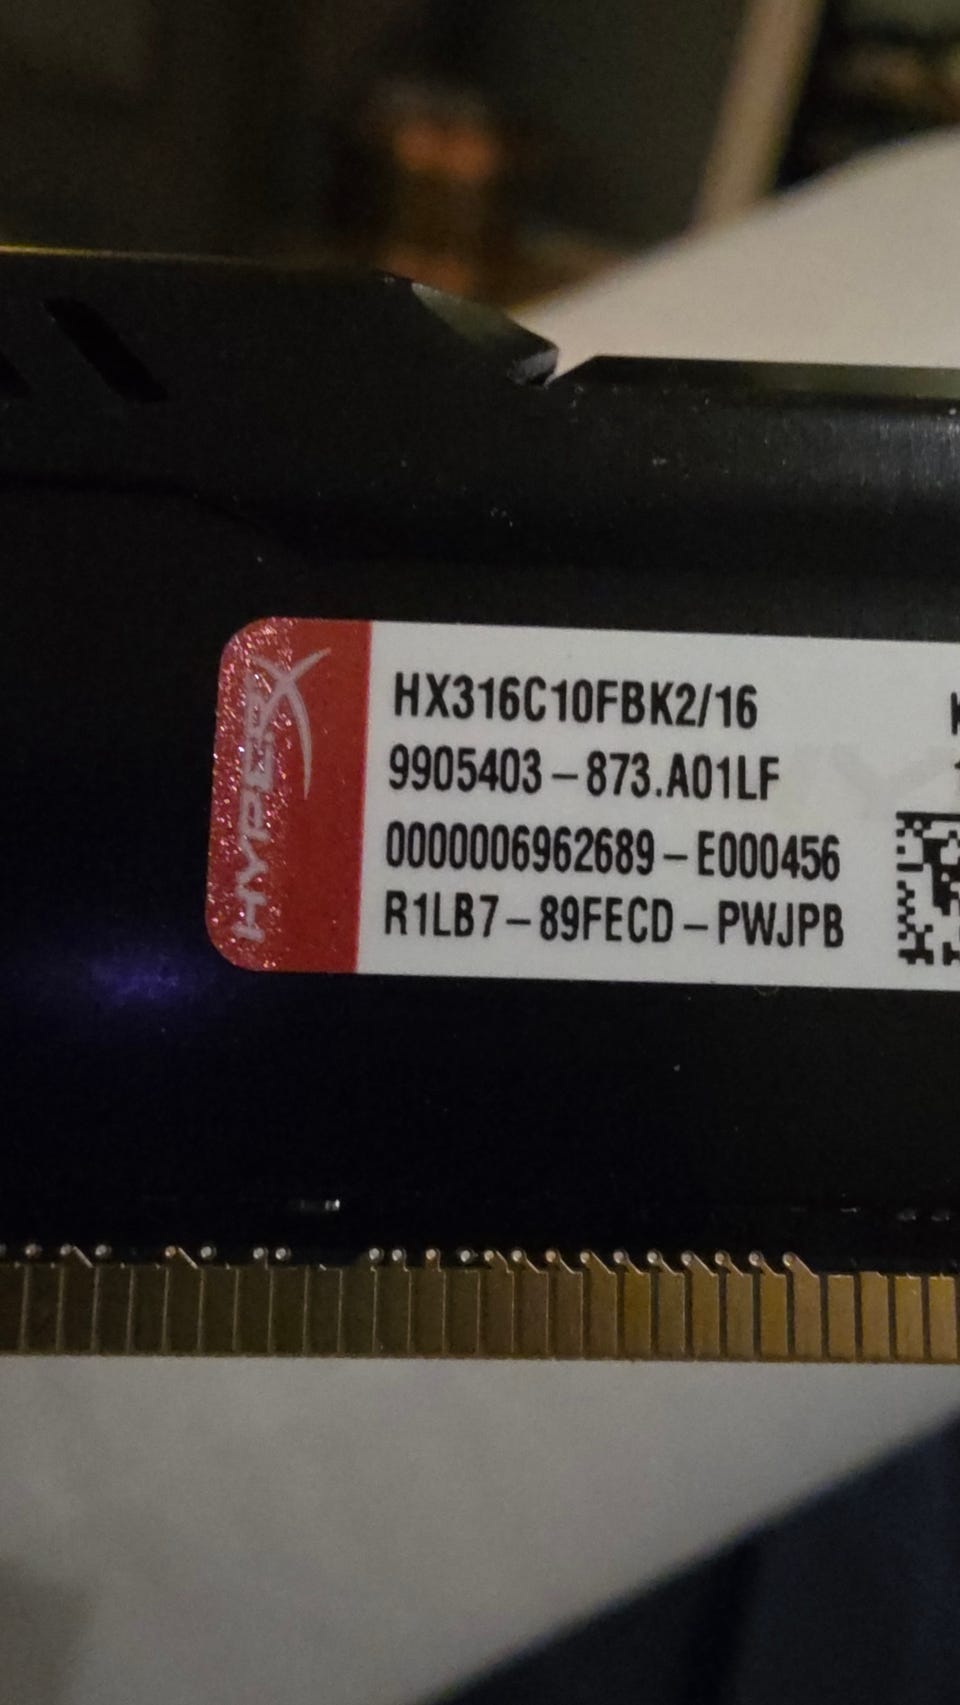 HYPERX
HX316C10FBK2/16
9905403-873.A01LF
0000006962689-E000456
R1LB7-89FECD-PWJPB